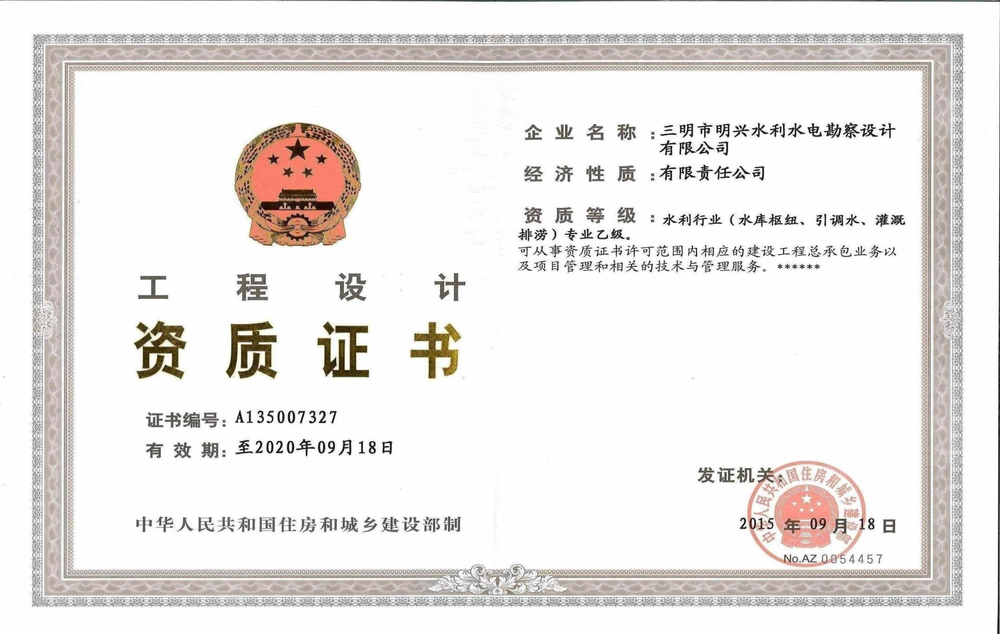 工程设计
资质证书
证书编号：A135007327
有效期：至2020年09月18日
中华人民共和国住房和城乡建设部制
企业名称：三明市明兴水利水电勘察设计
有限公司
经济性质：有限责任公司
资质等级：水利行业（水库枢纽、引调水、灌溉
排涝）专业乙级。
可从事资质证书许可范围内相应的建设工程总承包业务以
及项目管理和相关的技术与管理服务。******
发证机关：
中华人民共和国住房和城乡建设部
2015年09月18日
No.AZ 0054457